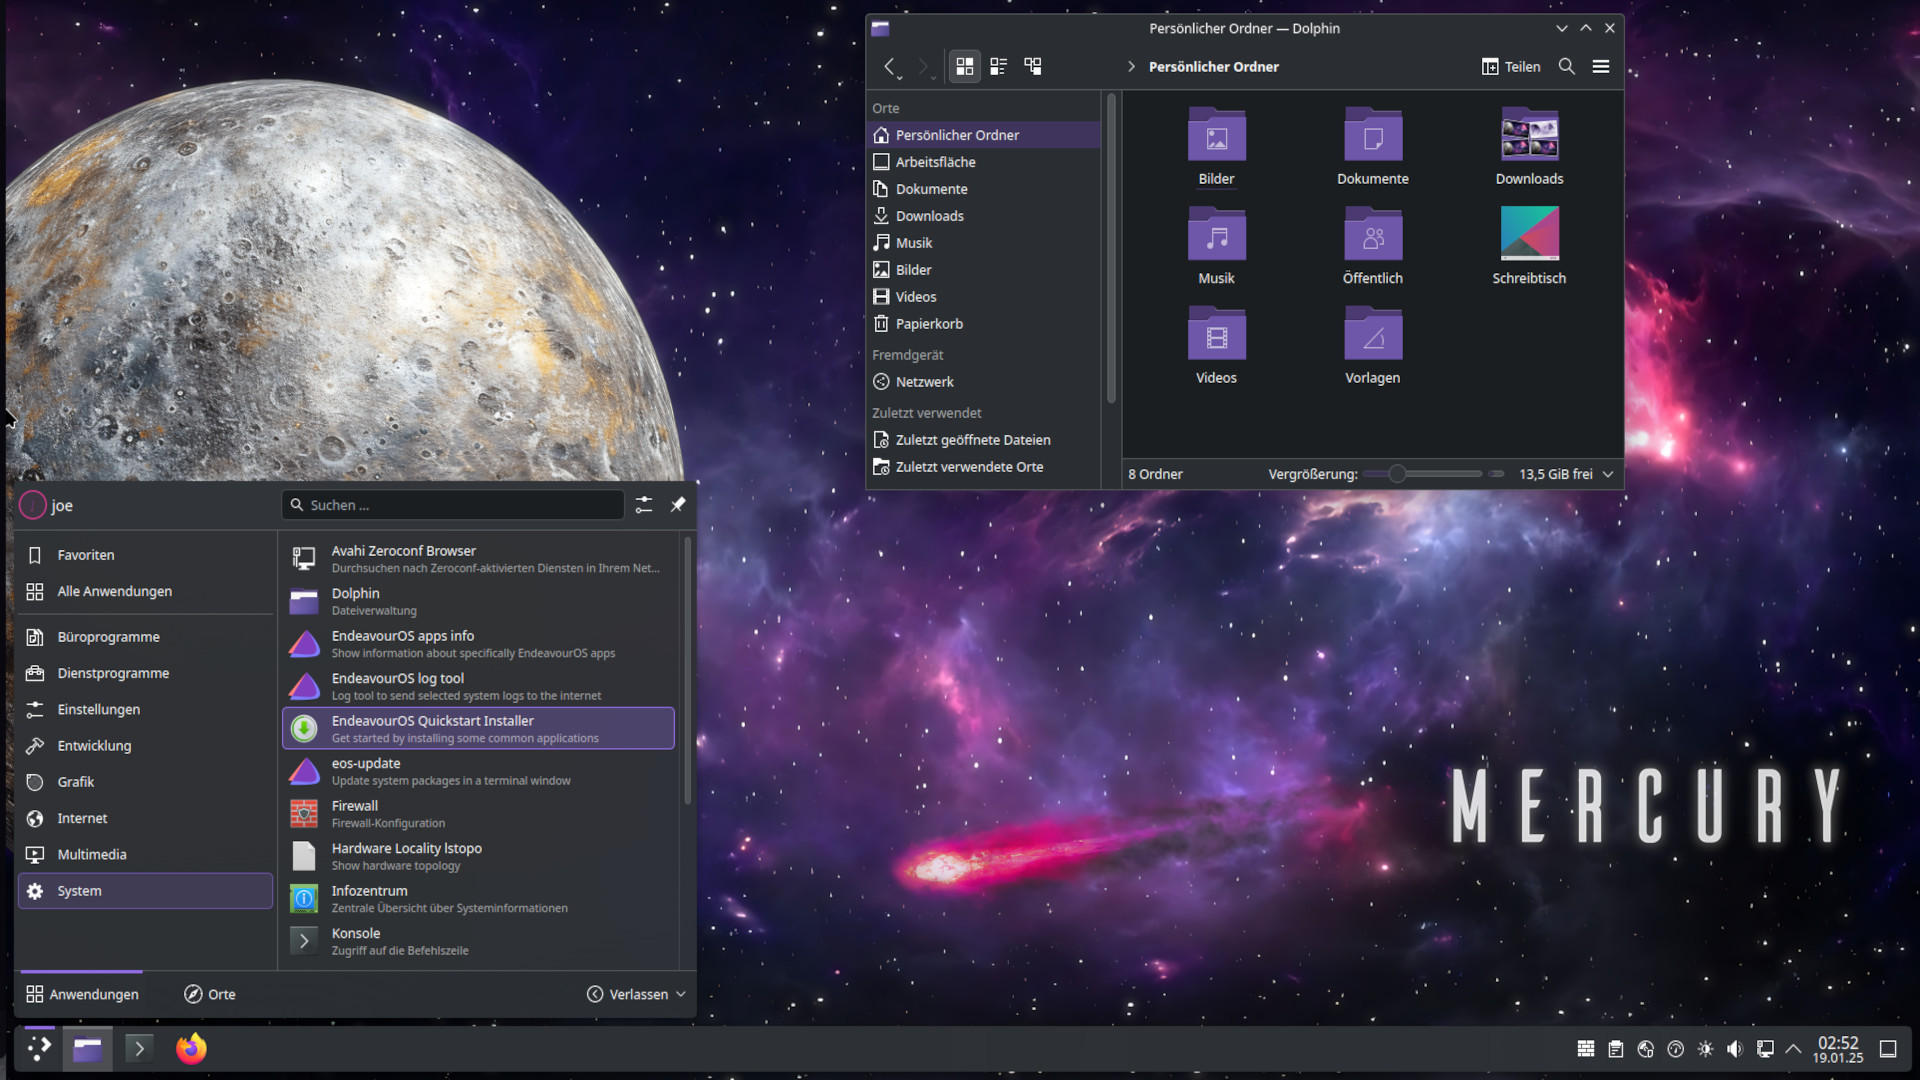 Persönlicher Ordner — Dolphin
Persönlicher Ordner
Teilen
Orte
Persönlicher Ordner
Arbeitsfläche
Dokumente
Downloads
Musik
Bilder
Videos
Papierkorb
Fremdgerät
Netzwerk
Zuletzt verwendet
Zuletzt geöffnete Dateien
Zuletzt verwendete Orte
Bilder
Dokumente
Downloads
Musik
Öffentlich
Schreibtisch
Videos
Vorlagen
8 Ordner
Vergrößerung:
13,5 GiB frei
joe
Suchen ...
Favoriten
Alle Anwendungen
Büroprogramme
Dienstprogramme
Einstellungen
Entwicklung
Grafik
Internet
Multimedia
System
Avahi Zeroconf Browser
Durchsuchen nach Zeroconf-aktivierten Diensten in Ihrem Net...
Dolphin
Dateiverwaltung
EndeavourOS apps info
Show information about specifically EndeavourOS apps
EndeavourOS log tool
Log tool to send selected system logs to the internet
EndeavourOS Quickstart Installer
Get started by installing some common applications
eos-update
Update system packages in a terminal window
Firewall
Firewall-Konfiguration
Hardware Locality lstopo
Show hardware topology
Infozentrum
Zentrale Übersicht über Systeminformationen
Konsole
Zugriff auf die Befehlszeile
Anwendungen
Orte
Verlassen
MERCURY
02:52
19.01.25